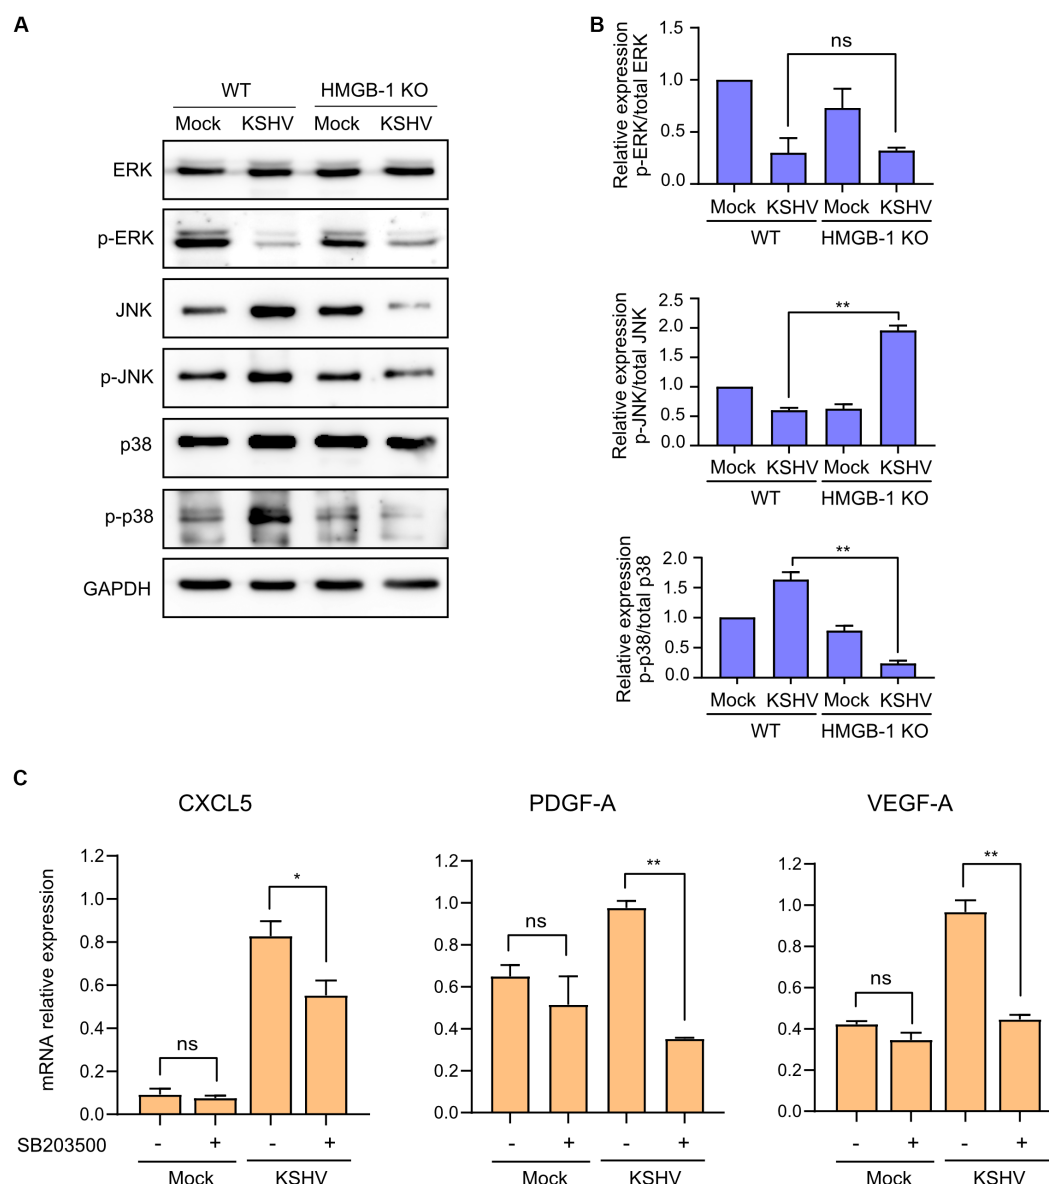 A
WT HMGB-1 KO
Mock KSHV Mock KSHV
ERK
p-ERK
JNK
p-JNK
p38
p-p38
GAPDH
B
Relative expression
p-ERK/total ERK
1.5
1.0
0.5
0.0
ns
Mock KSHV Mock KSHV
WT HMGB-1 KO
Relative expression
p-JNK/total JNK
2.5
2.0
1.0
0.5
0.0
**
Mock KSHV Mock KSHV
WT HMGB-1 KO
Relative expression
p-p38/total p38
2.0
1.5
1.0
0.5
0.0
**
Mock KSHV Mock KSHV
WT HMGB-1 KO
C
CXCL5
mRNA relative expression
1.2
1.0
0.8
0.6
0.4
0.2
0.0
ns
*
SB203500 - + - +
Mock KSHV
PDGF-A
1.2
1.0
0.8
0.6
0.4
0.2
0.0
ns
**
- + - +
Mock KSHV
VEGF-A
1.2
1.0
0.8
0.6
0.4
0.2
0.0
ns
**
- + - +
Mock KSHV